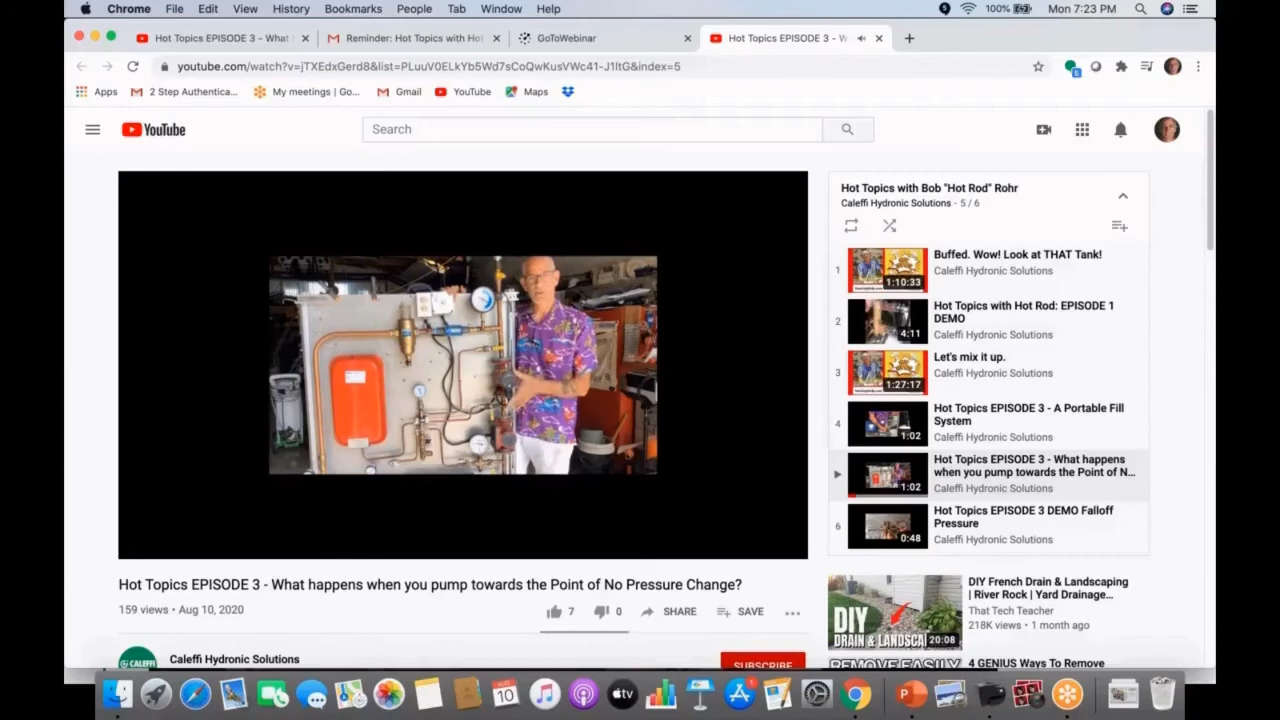 Chrome File Edit View History Bookmarks People Tab Window Help
100% Mon 7:23 PM
Hot Topics EPISODE 3 - What
Reminder: Hot Topics with Hot
GoToWebinar
Hot Topics EPISODE 3 - W
youtube.com/watch?v=jTXEdxGerd8&list=PLuuV0ELkYb5Wd7sCoQwKusVWc41-J1ltG&index=5
Apps
2 Step Authentica...
My meetings | Go...
Gmail
YouTube
Maps
YouTube
Search
Hot Topics with Bob "Hot Rod" Rohr
Caleffi Hydronic Solutions - 5 / 6
1
1:10:33
Buffed. Wow! Look at THAT Tank!
Caleffi Hydronic Solutions
2
4:11
Hot Topics with Hot Rod: EPISODE 1
DEMO
Caleffi Hydronic Solutions
3
1:27:17
Let's mix it up.
Caleffi Hydronic Solutions
4
1:02
Hot Topics EPISODE 3 - A Portable Fill
System
Caleffi Hydronic Solutions
1:02
Hot Topics EPISODE 3 - What happens
when you pump towards the Point of N...
Caleffi Hydronic Solutions
6
0:48
Hot Topics EPISODE 3 DEMO Falloff
Pressure
Caleffi Hydronic Solutions
Hot Topics EPISODE 3 - What happens when you pump towards the Point of No Pressure Change?
159 views • Aug 10, 2020
7
0
SHARE
SAVE
CALEFFI
Caleffi Hydronic Solutions
SUBSCRIBE
DIY
DRAIN & LANDSCA
20:08
DIY French Drain & Landscaping
| River Rock | Yard Drainage...
That Tech Teacher
218K views • 1 month ago
REMOVE EASILY
4 GENIUS Ways To Remove
AUG
10
tv
1